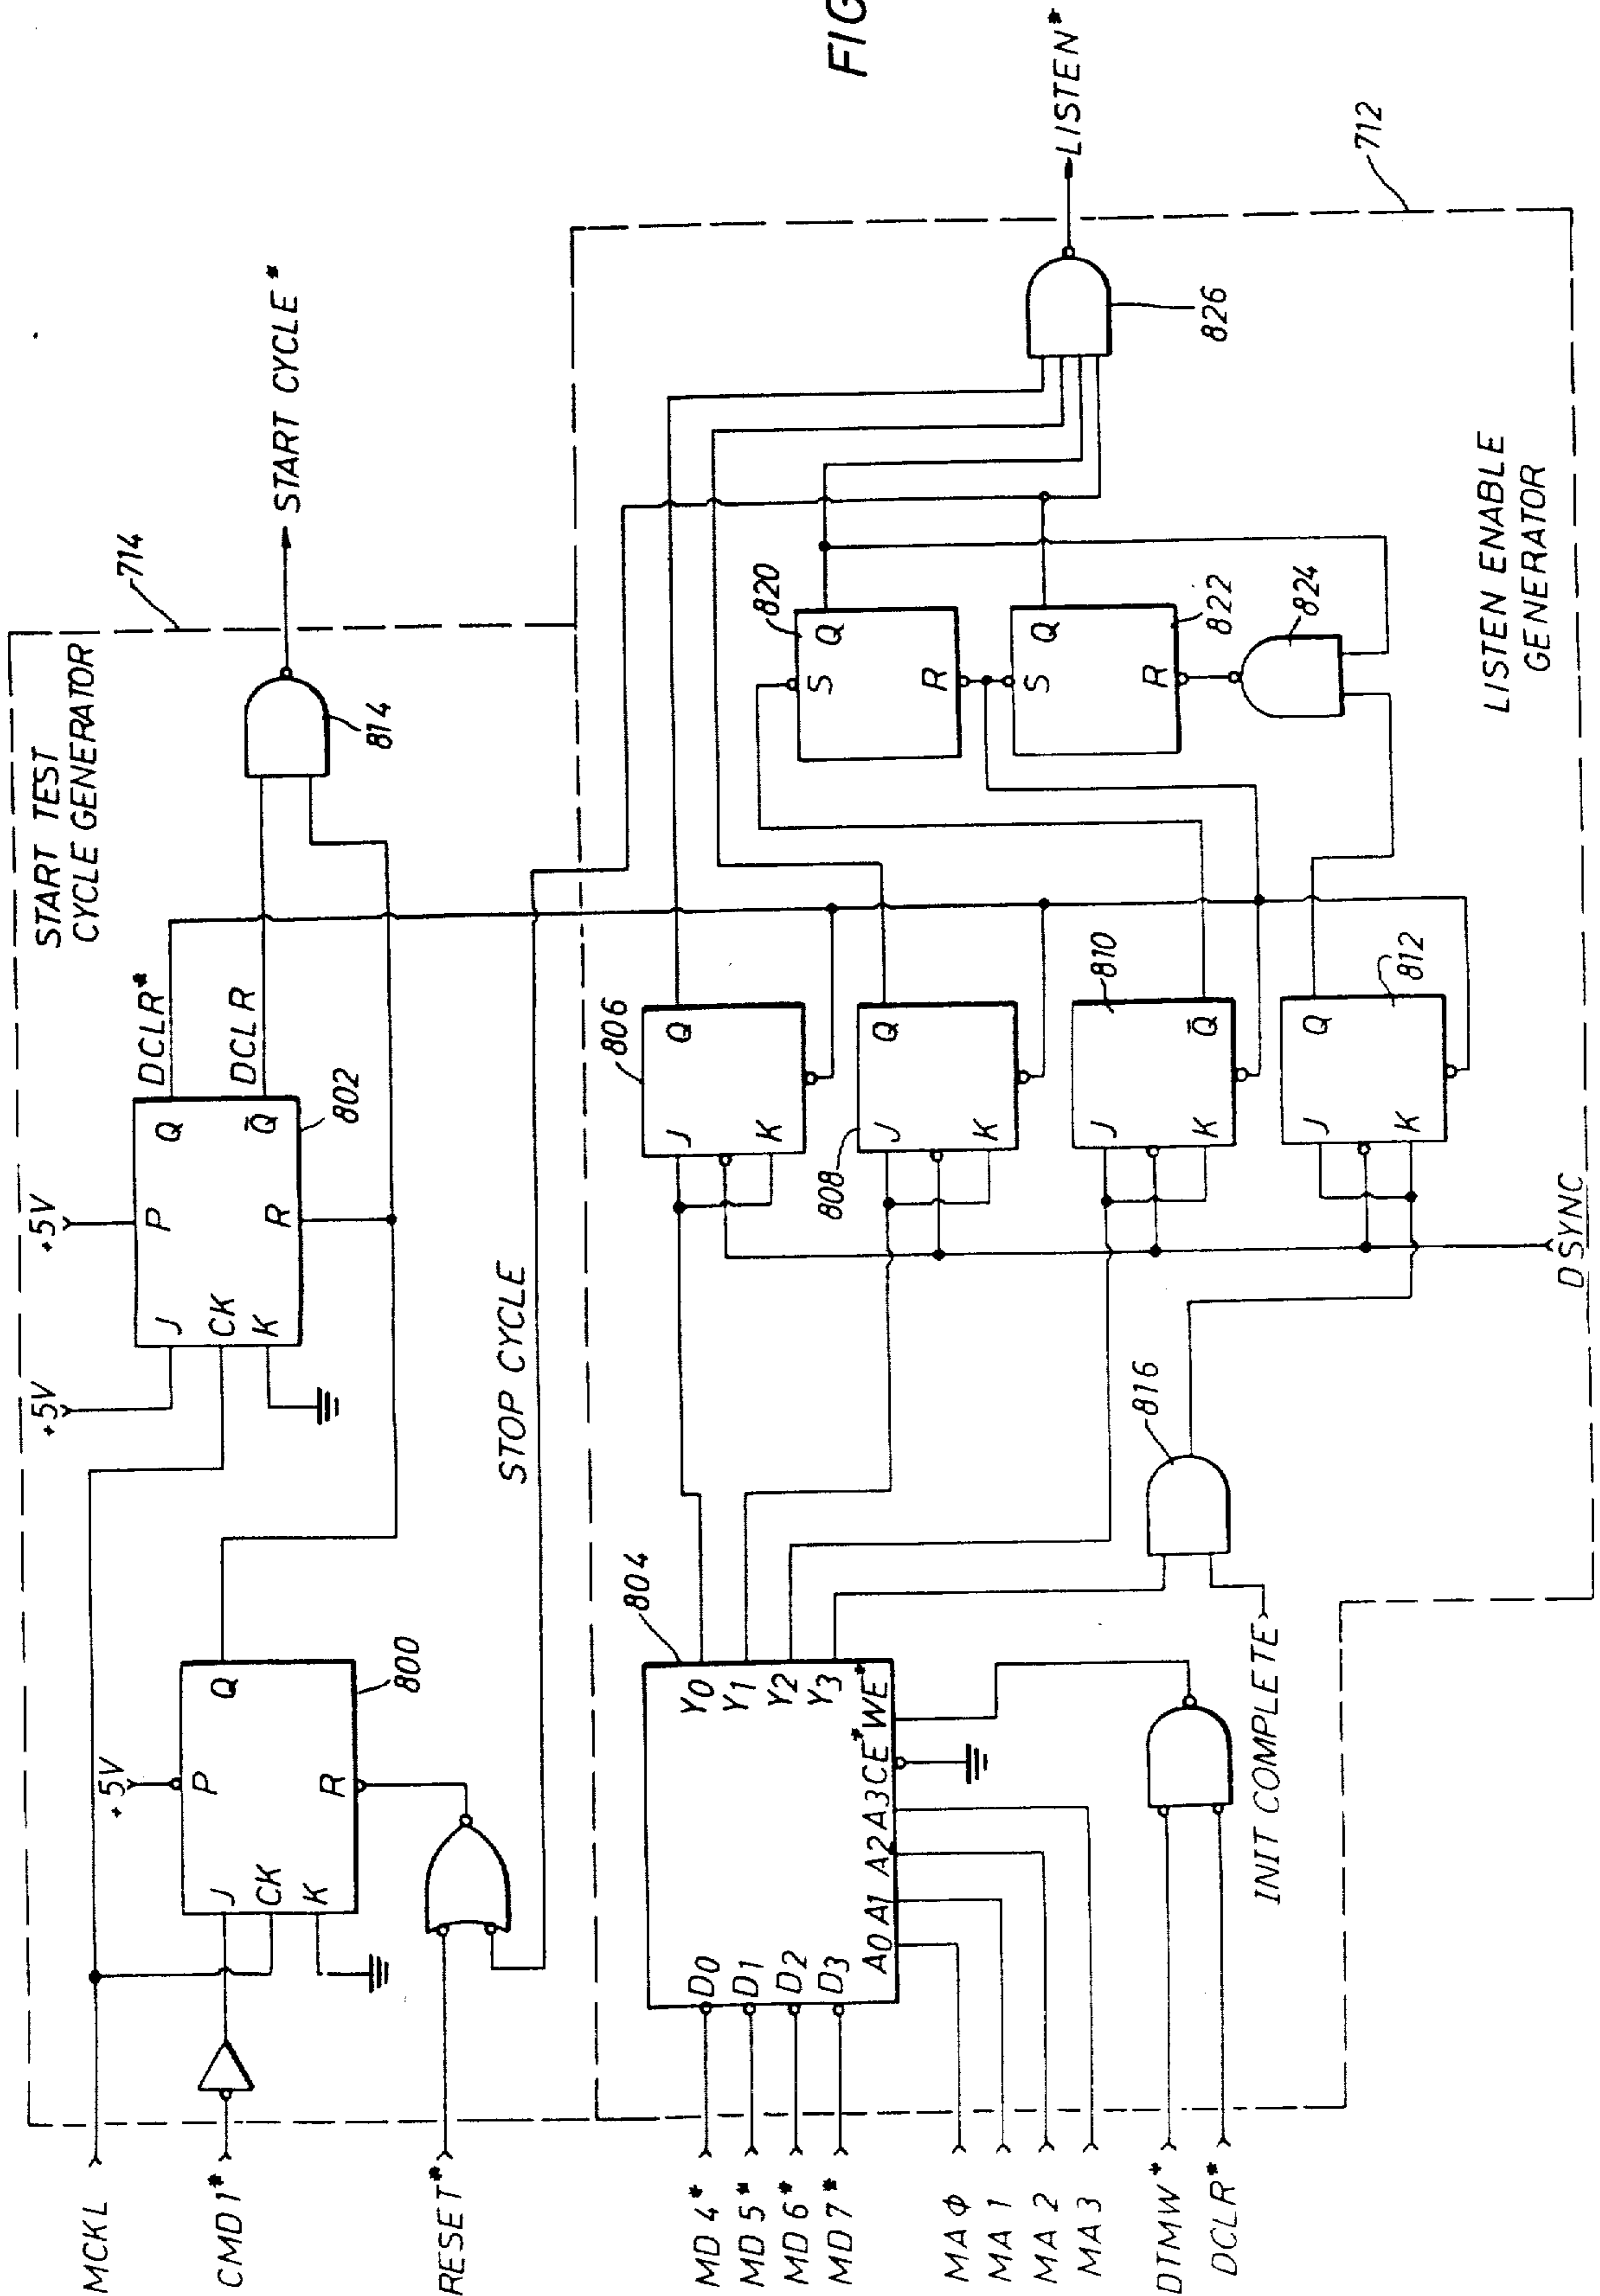 FIG
START TEST
CYCLE GENERATOR
714
START CYCLE*
MCKL
CMD1*
RESET*
+5V
P
J
CK
K
Q
R
800
+5V
+5V
J
CK
K
P
R
Q
Q̄
802
DCLR*
DCLR
814
STOP CYCLE
MD4*
MD5*
MD6*
MD7*
MAΦ
MA1
MA2
MA3
DTMW*
DCLR*
D0
D1
D2
D3
A0 A1 A2 A3 CE* WE*
Y0
Y1
Y2
Y3
804
INIT COMPLETE
816
DSYNC
J
K
Q
806
J
K
Q
808
J
K
Q̄
810
J
K
Q
812
S
Q
R
820
S
Q
R
822
824
826
LISTEN*
712
LISTEN ENABLE
GENERATOR